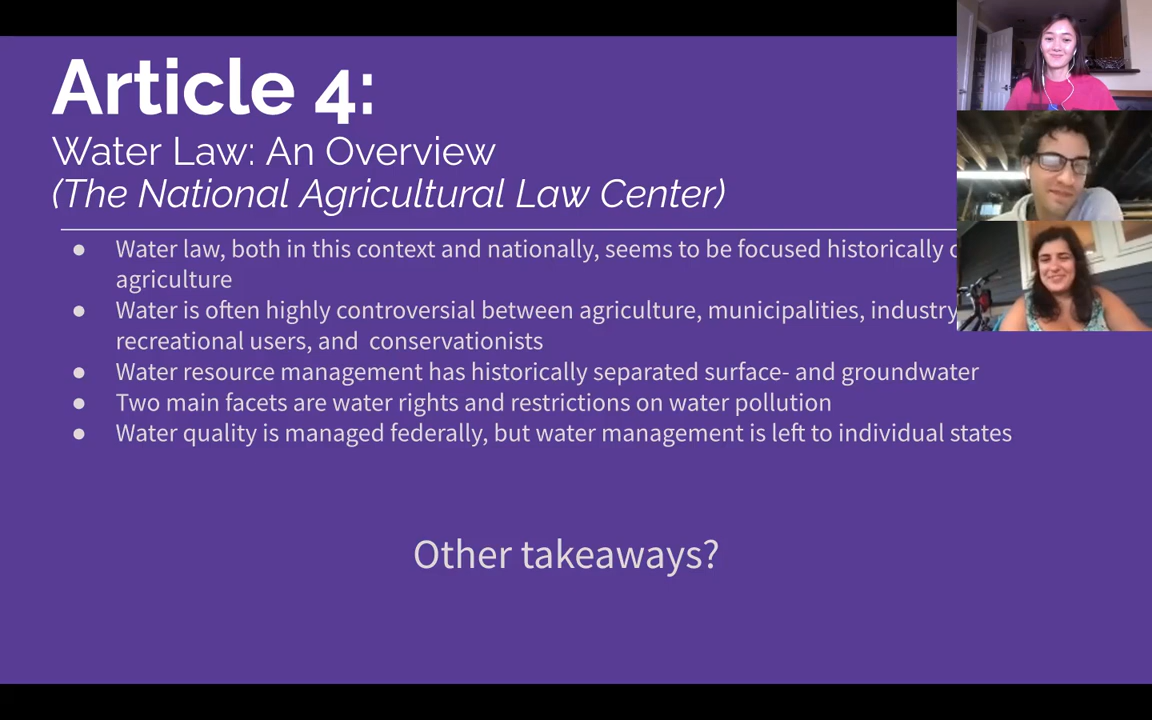 Article 4:
Water Law: An Overview
(The National Agricultural Law Center)
● Water law, both in this context and nationally, seems to be focused historically
agriculture
● Water is often highly controversial between agriculture, municipalities, industry
recreational users, and conservationists
● Water resource management has historically separated surface- and groundwater
● Two main facets are water rights and restrictions on water pollution
● Water quality is managed federally, but water management is left to individual states
Other takeaways?